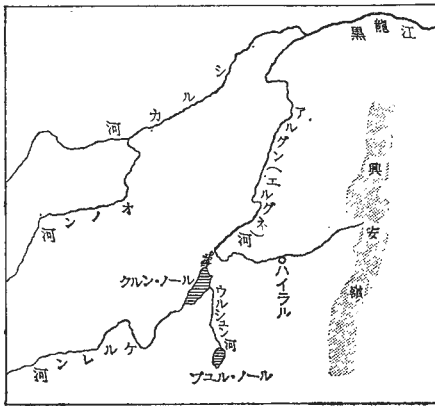 黒龍江
シルカ河
アルグン(エルグネ)河
オノン河
興安嶺
ハイラル
クルン・ノール
ウルシュン河
ケルレン河
ブユル・ノール